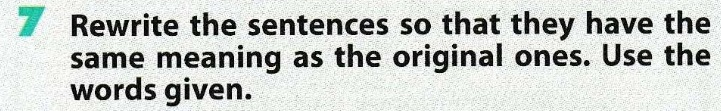 7 Rewrite the sentences so that they have the
same meaning as the original ones. Use the
words given.